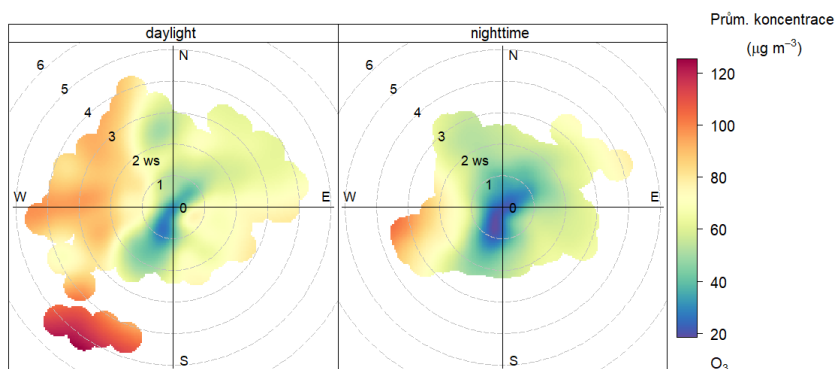 daylight
nighttime
Prům. koncentrace
(μg m⁻³)
6
5
4
3
2 ws
1
0
N
W
E
S
6
5
4
3
2 ws
1
0
N
W
E
S
120
100
80
60
40
20
O₃